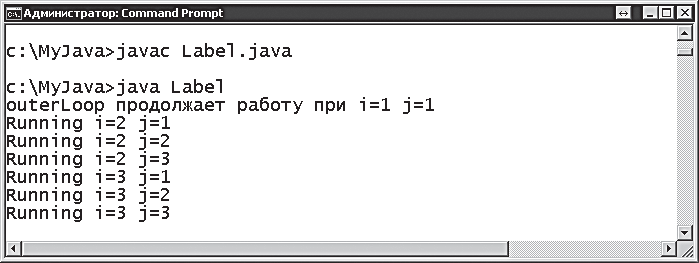 Администратор: Command Prompt
c:\MyJava>javac Label.java
c:\MyJava>java Label
outerLoop продолжает работу при i=1 j=1
Running i=2 j=1
Running i=2 j=2
Running i=2 j=3
Running i=3 j=1
Running i=3 j=2
Running i=3 j=3